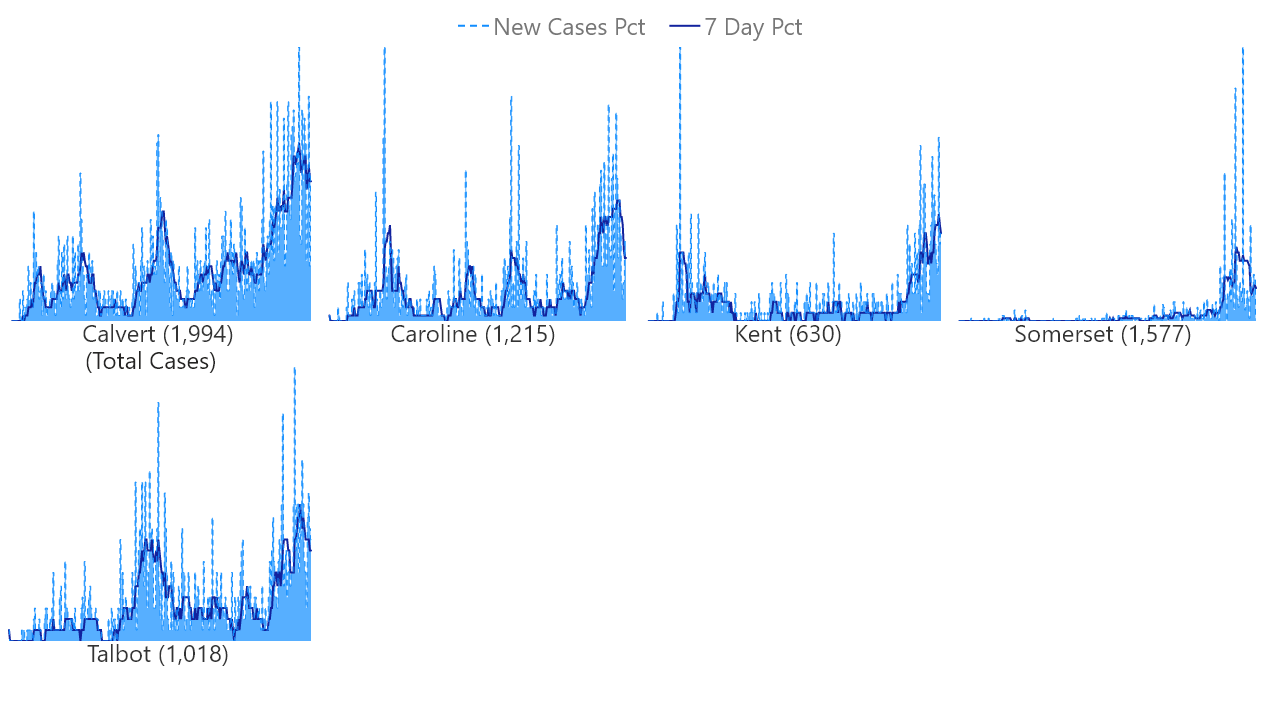 New Cases Pct 7 Day Pct
Calvert (1,994) Caroline (1,215) Kent (630) Somerset (1,577)
(Total Cases)
Talbot (1,018)